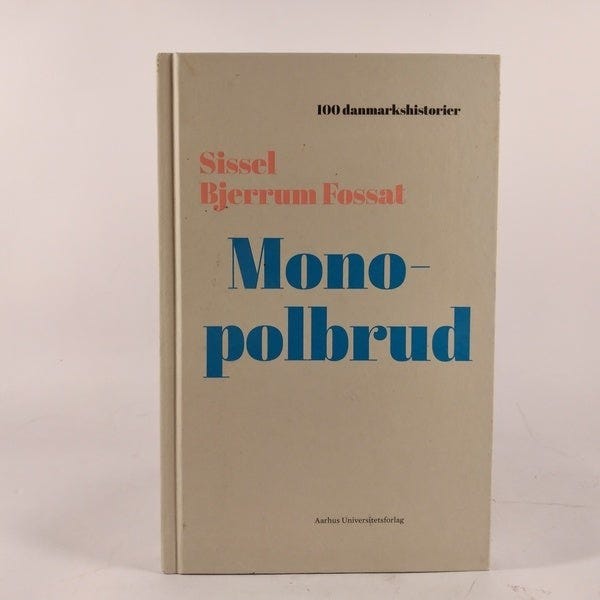 100 danmarkshistorier
Sissel
Bjerrum Fossat
Mono-
polbrud
Aarhus Universitetsforlag